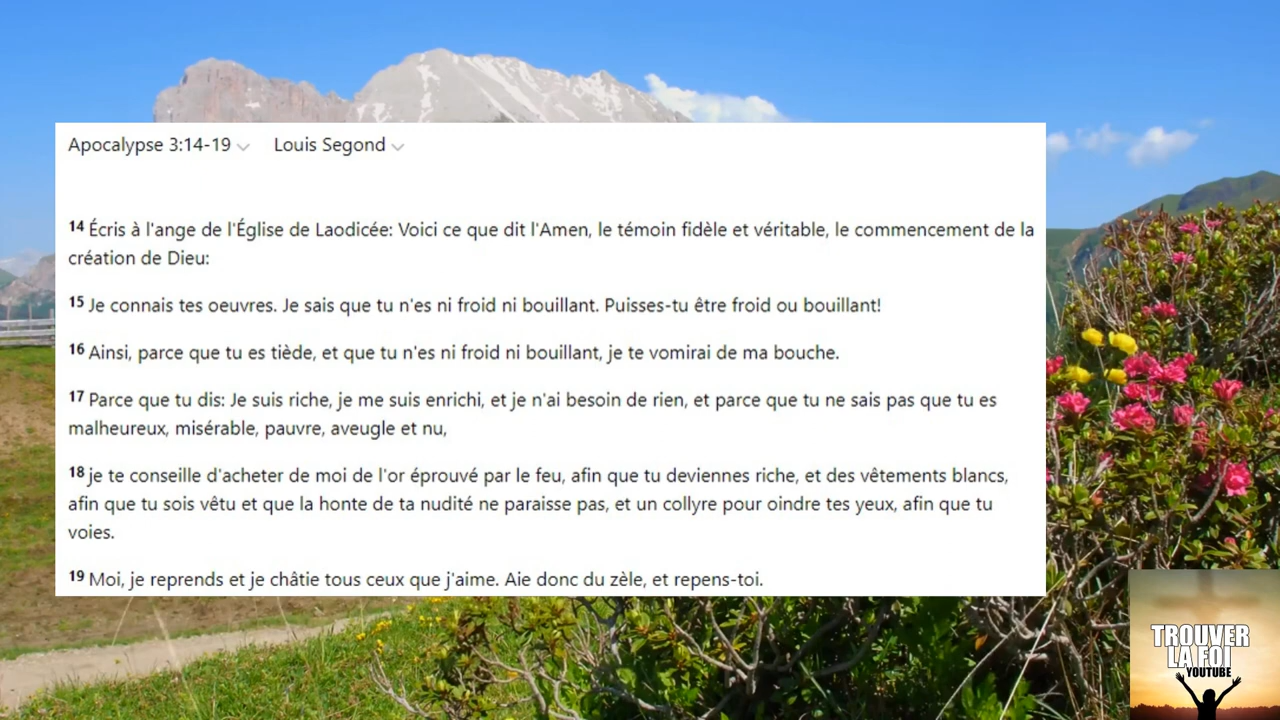 Apocalypse 3:14-19 Louis Segond
14 Écris à l'ange de l'Église de Laodicée: Voici ce que dit l'Amen, le témoin fidèle et véritable, le commencement de la
création de Dieu:
15 Je connais tes oeuvres. Je sais que tu n'es ni froid ni bouillant. Puisses-tu être froid ou bouillant!
16 Ainsi, parce que tu es tiède, et que tu n'es ni froid ni bouillant, je te vomirai de ma bouche.
17 Parce que tu dis: Je suis riche, je me suis enrichi, et je n'ai besoin de rien, et parce que tu ne sais pas que tu es
malheureux, misérable, pauvre, aveugle et nu,
18 je te conseille d'acheter de moi de l'or éprouvé par le feu, afin que tu deviennes riche, et des vêtements blancs,
afin que tu sois vêtu et que la honte de ta nudité ne paraisse pas, et un collyre pour oindre tes yeux, afin que tu
voies.
19 Moi, je reprends et je châtie tous ceux que j'aime. Aie donc du zèle, et repens-toi.
TROUVER
LA FOI
YOUTUBE